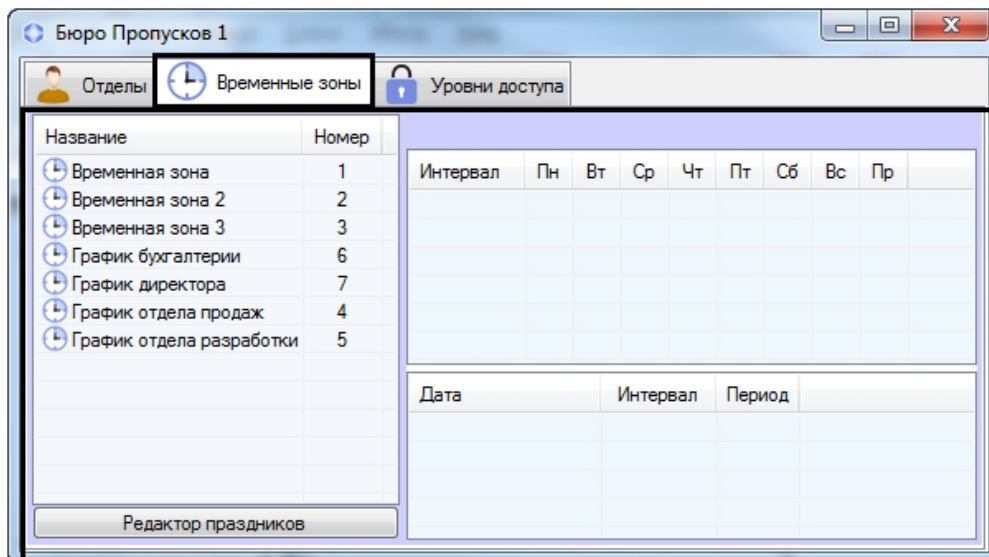 Бюро Пропусков 1
Отделы Временные зоны Уровни доступа
Название Номер
Временная зона 1
Временная зона 2 2
Временная зона 3 3
График бухгалтерии 6
График директора 7
График отдела продаж 4
График отдела разработки 5
Редактор праздников
Интервал Пн Вт Ср Чт Пт Сб Вс Пр
Дата Интервал Период